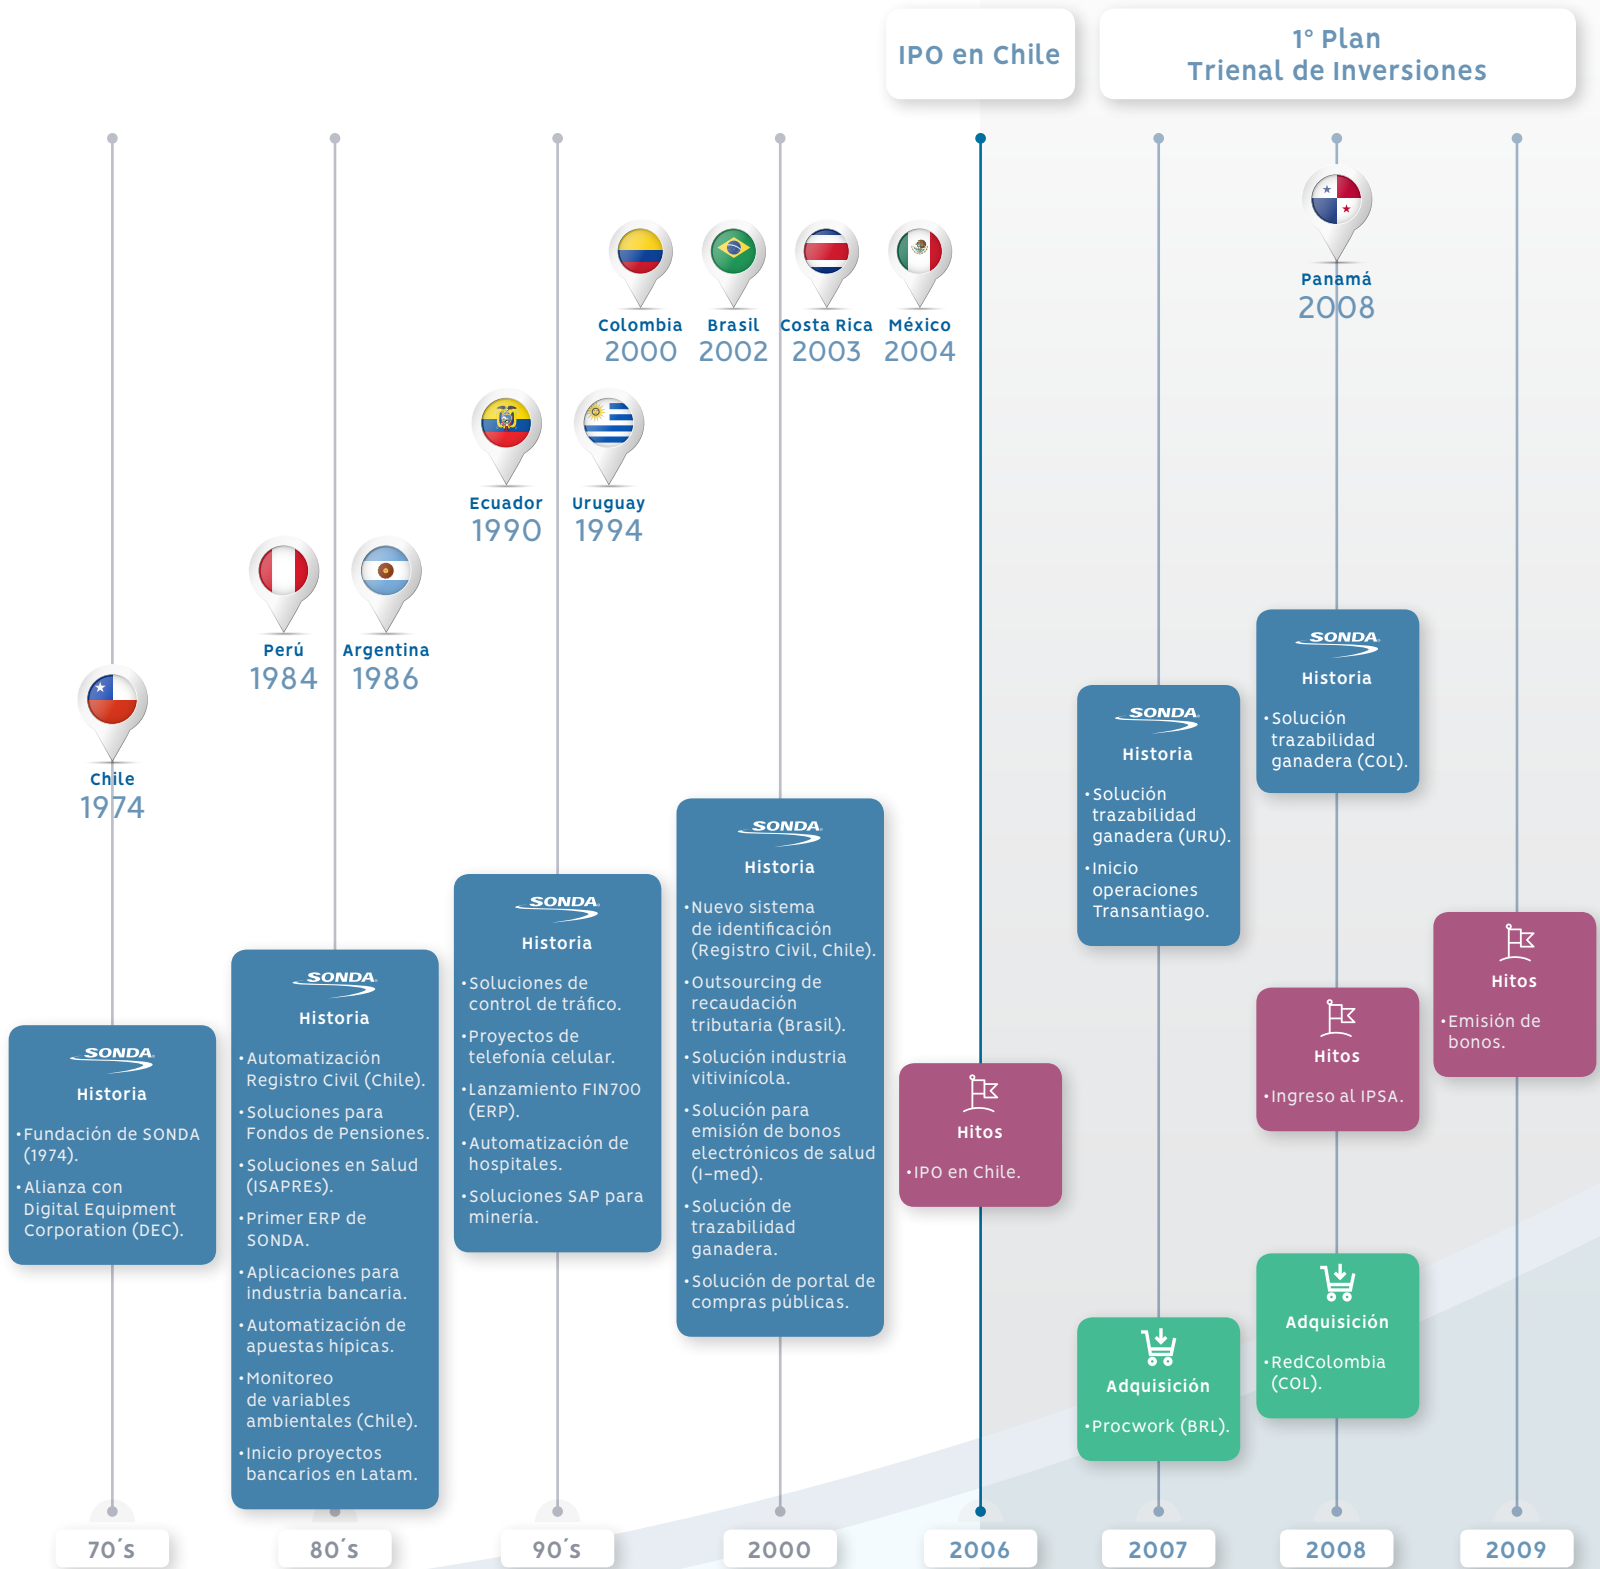 IPO en Chile
1° Plan
Trienal de Inversiones
Panamá
2008
Colombia
2000
Brasil
2002
Costa Rica
2003
México
2004
Ecuador
1990
Uruguay
1994
Perú
1984
Argentina
1986
Chile
1974
SONDA
Historia
•Fundación de SONDA
(1974).
•Alianza con
Digital Equipment
Corporation (DEC).
70´s
SONDA
Historia
•Automatización
Registro Civil (Chile).
•Soluciones para
Fondos de Pensiones.
•Soluciones en Salud
(ISAPREs).
•Primer ERP de
SONDA.
•Aplicaciones para
industria bancaria.
•Automatización de
apuestas hípicas.
•Monitoreo
de variables
ambientales (Chile).
•Inicio proyectos
bancarios en Latam.
80´s
SONDA
Historia
•Soluciones de
control de tráfico.
•Proyectos de
telefonía celular.
•Lanzamiento FIN700
(ERP).
•Automatización de
hospitales.
•Soluciones SAP para
minería.
90´s
SONDA
Historia
•Nuevo sistema
de identificación
(Registro Civil, Chile).
•Outsourcing de
recaudación
tributaria (Brasil).
•Solución industria
vitivinícola.
•Solución para
emisión de bonos
electrónicos de salud
(I-med).
•Solución de
trazabilidad
ganadera.
•Solución de portal de
compras públicas.
2000
Hitos
•IPO en Chile.
2006
SONDA
Historia
•Solución
trazabilidad
ganadera (URU).
•Inicio
operaciones
Transantiago.
Adquisición
•Procwork (BRL).
2007
SONDA
Historia
•Solución
trazabilidad
ganadera (COL).
Hitos
•Ingreso al IPSA.
Adquisición
•RedColombia
(COL).
2008
Hitos
•Emisión de
bonos.
2009